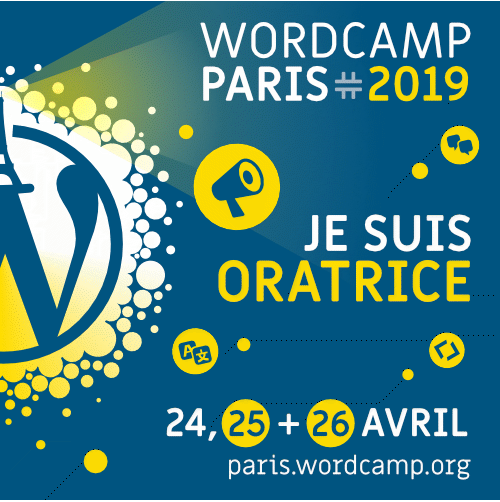 WORDCAMP
PARIS#2019
JE SUIS
ORATRICE
24, 25 + 26 AVRIL
paris.wordcamp.org